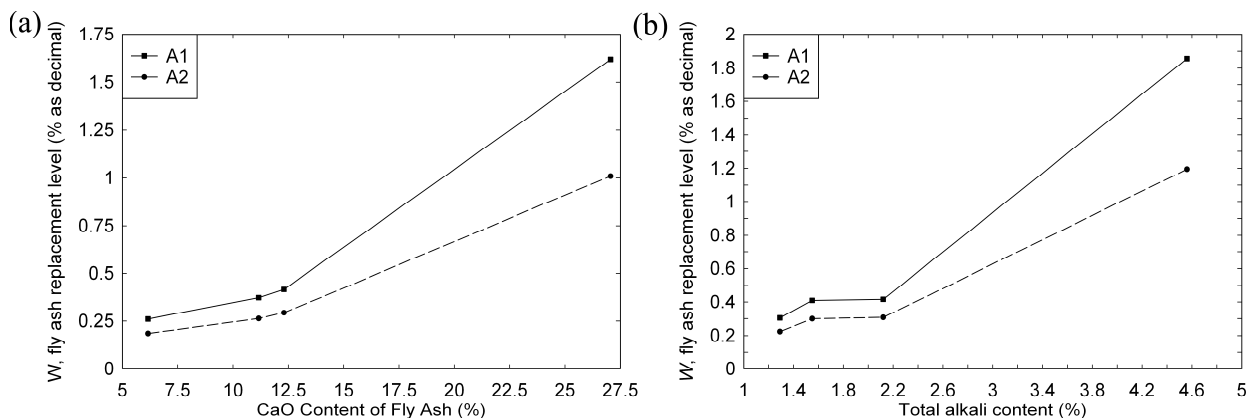 (a)
W, fly ash replacement level (% as decimal)
1.75
1.5
1.25
1
0.75
0.5
0.25
0
A1
A2
5 7.5 10 12.5 15 17.5 20 22.5 25 27.5
CaO Content of Fly Ash (%)
(b)
W, fly ash replacement level (% as decimal)
2
1.8
1.6
1.4
1.2
1
0.8
0.6
0.4
0.2
0
A1
A2
1 1.4 1.8 2.2 2.6 3 3.4 3.8 4.2 4.6 5
Total alkali content (%)